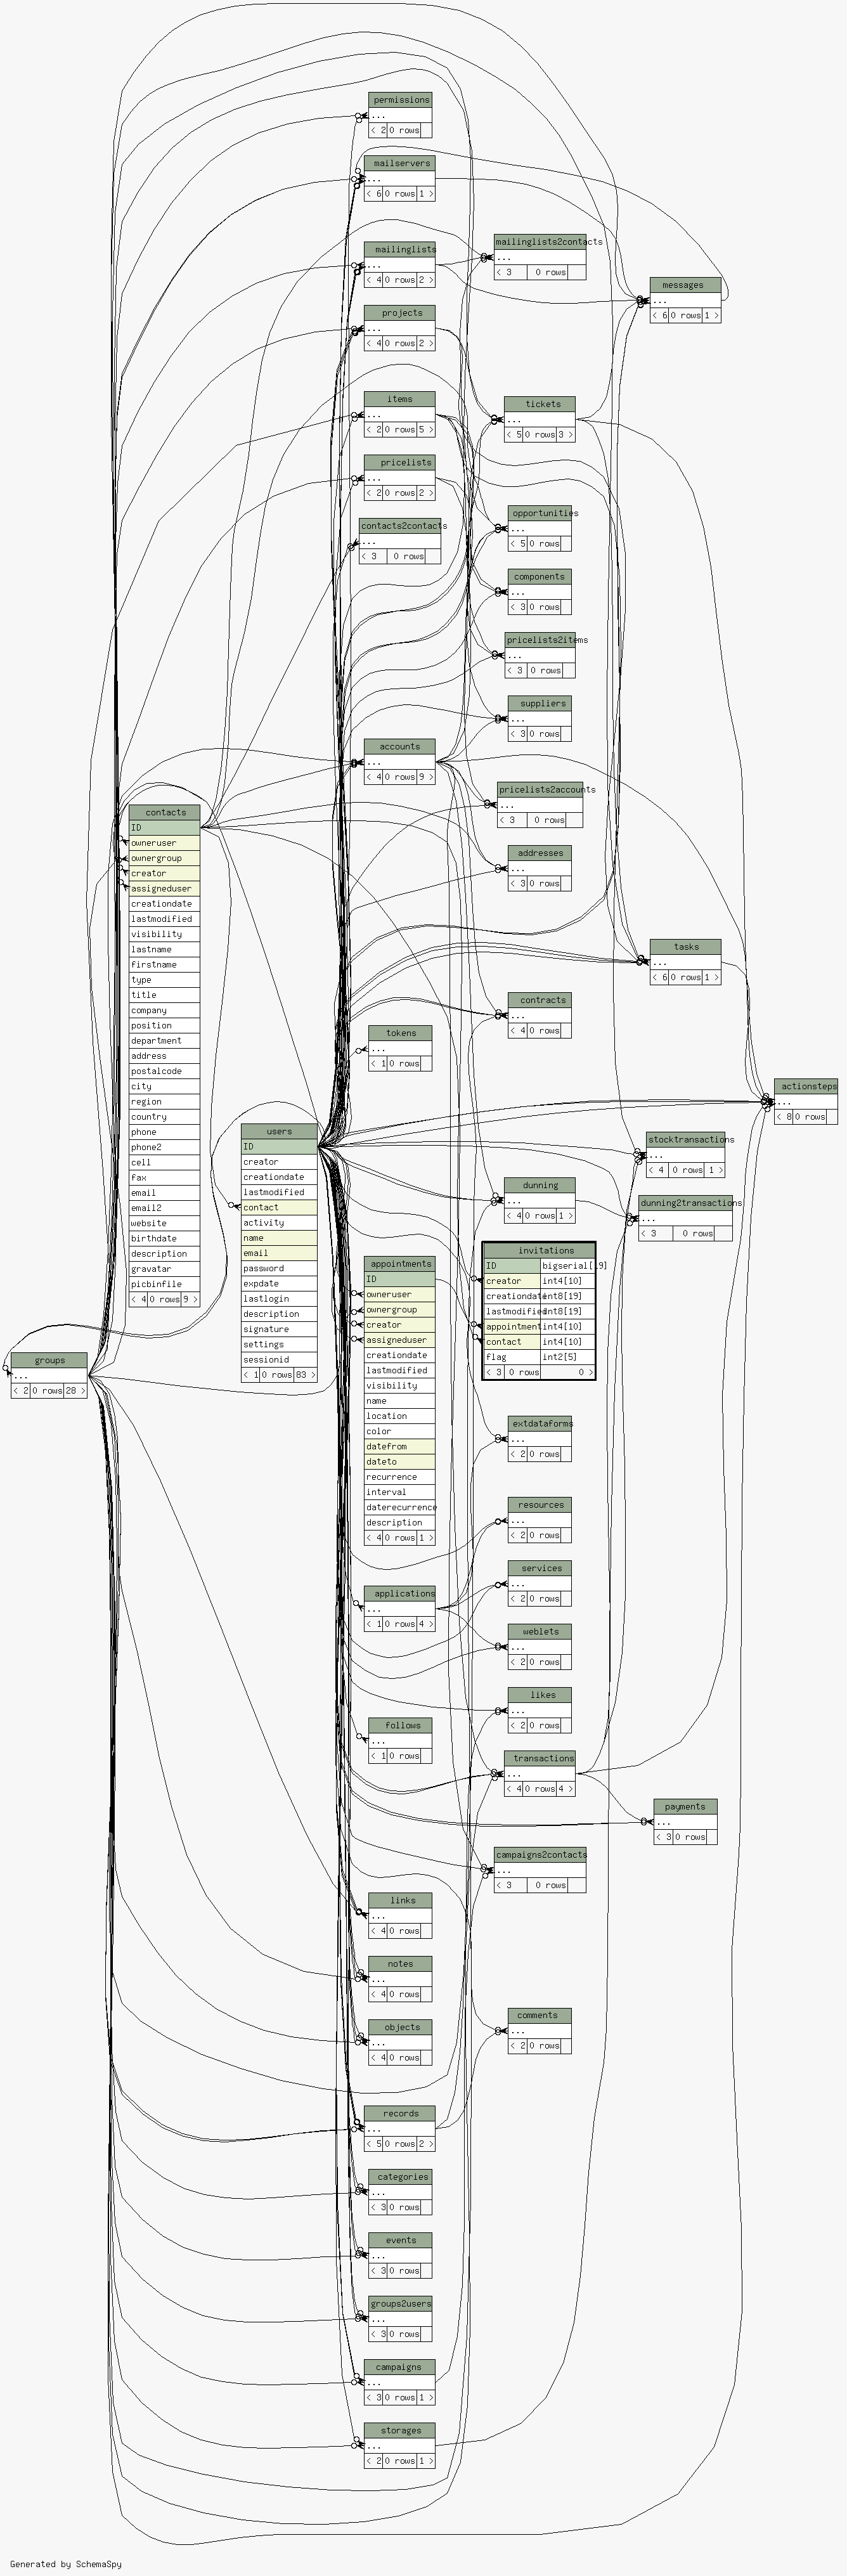 permissions
...
< 2 0 rows
mailservers
...
< 6 0 rows 1 >
mailinglists
...
< 4 0 rows 2 >
projects
...
< 4 0 rows 2 >
items
...
< 2 0 rows 5 >
pricelists
...
< 2 0 rows 2 >
contacts2contacts
...
< 3 0 rows
accounts
...
< 4 0 rows 9 >
mailinglists2contacts
...
< 3 0 rows
messages
...
< 6 0 rows 1 >
tickets
...
< 5 0 rows 3 >
opportunities
...
< 5 0 rows
components
...
< 3 0 rows
pricelists2items
...
< 3 0 rows
suppliers
...
< 3 0 rows
pricelists2accounts
...
< 3 0 rows
addresses
...
< 3 0 rows
tasks
...
< 6 0 rows 1 >
contracts
...
< 4 0 rows
tokens
...
< 1 0 rows
actionsteps
...
< 8 0 rows
stocktransactions
...
< 4 0 rows 1 >
dunning
...
< 4 0 rows 1 >
dunning2transactions
...
< 3 0 rows
contacts
ID
owneruser
ownergroup
creator
assigneduser
creationdate
lastmodified
visibility
lastname
firstname
type
title
company
position
department
address
postalcode
city
region
country
phone
phone2
cell
fax
email
email2
website
birthdate
description
gravatar
picbinfile
< 4 0 rows 9 >
users
ID
creator
creationdate
lastmodified
contact
activity
name
email
password
expdate
lastlogin
description
signature
settings
sessionid
< 1 0 rows 83 >
groups
...
< 2 0 rows 28 >
appointments
ID
owneruser
ownergroup
creator
assigneduser
creationdate
lastmodified
visibility
name
location
color
datefrom
dateto
recurrence
interval
daterecurrence
description
< 4 0 rows 1 >
invitations
ID bigserial[19]
creator int4[10]
creationdate int8[19]
lastmodified int8[19]
appointment int4[10]
contact int4[10]
flag int2[5]
< 3 0 rows 0 >
extdataforms
...
< 2 0 rows
resources
...
< 2 0 rows
services
...
< 2 0 rows
applications
...
< 1 0 rows 4 >
weblets
...
< 2 0 rows
likes
...
< 2 0 rows
follows
...
< 1 0 rows
transactions
...
< 4 0 rows 4 >
payments
...
< 3 0 rows
campaigns2contacts
...
< 3 0 rows
links
...
< 4 0 rows
notes
...
< 4 0 rows
objects
...
< 4 0 rows
comments
...
< 2 0 rows
records
...
< 5 0 rows 2 >
categories
...
< 3 0 rows
events
...
< 3 0 rows
groups2users
...
< 3 0 rows
campaigns
...
< 3 0 rows 1 >
storages
...
< 2 0 rows 1 >
Generated by SchemaSpy